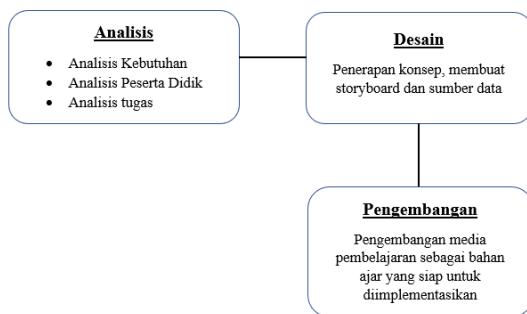 Analisis
• Analisis Kebutuhan
• Analisis Peserta Didik
• Analisis tugas
Desain
Penerapan konsep, membuat
storyboard dan sumber data
Pengembangan
Pengembangan media
pembelajaran sebagai bahan
ajar yang siap untuk
diimplementasikan